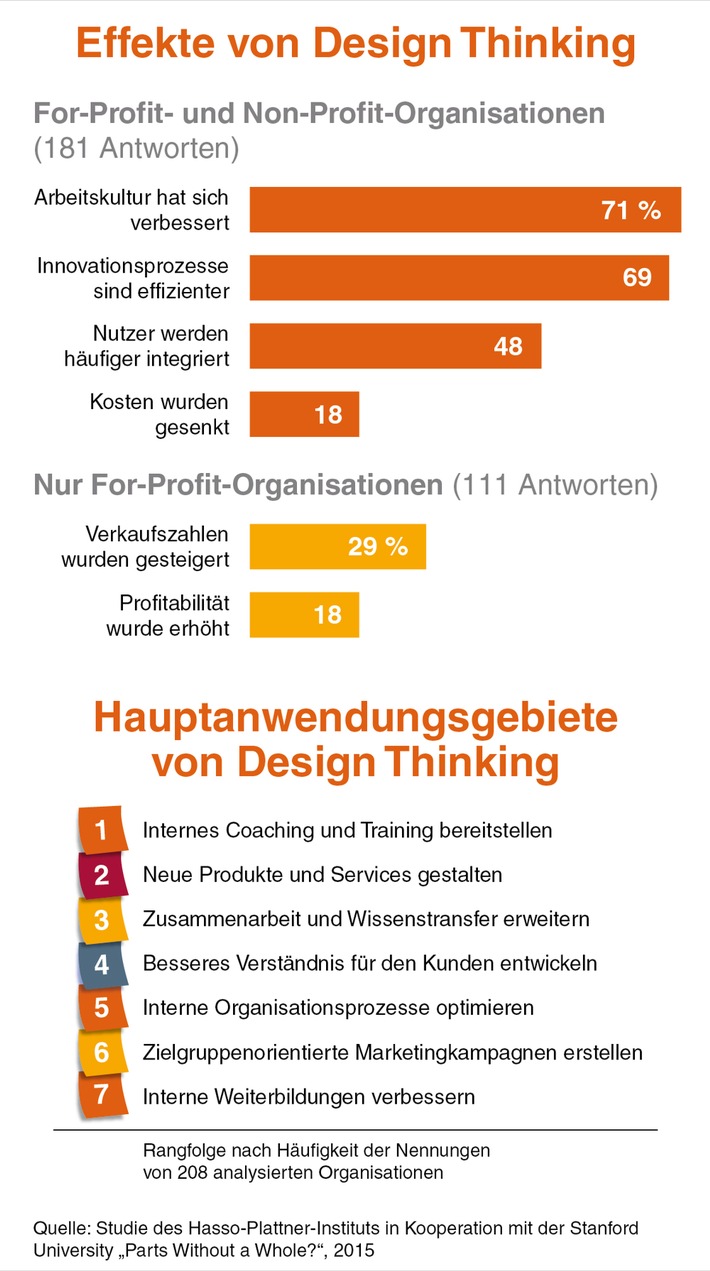 Effekte von Design Thinking
For-Profit- und Non-Profit-Organisationen
(181 Antworten)
Arbeitskultur hat sich
verbessert
71 %
Innovationsprozesse
sind effizienter
69
Nutzer werden
häufiger integriert
48
Kosten wurden
gesenkt
18
Nur For-Profit-Organisationen (111 Antworten)
Verkaufszahlen
wurden gesteigert
29 %
Profitabilität
wurde erhöht
18
Hauptanwendungsgebiete
von Design Thinking
1 Internes Coaching und Training bereitstellen
2 Neue Produkte und Services gestalten
3 Zusammenarbeit und Wissenstransfer erweitern
4 Besseres Verständnis für den Kunden entwickeln
5 Interne Organisationsprozesse optimieren
6 Zielgruppenorientierte Marketingkampagnen erstellen
7 Interne Weiterbildungen verbessern
Rangfolge nach Häufigkeit der Nennungen
von 208 analysierten Organisationen
Quelle: Studie des Hasso-Plattner-Instituts in Kooperation mit der Stanford
University „Parts Without a Whole?“, 2015